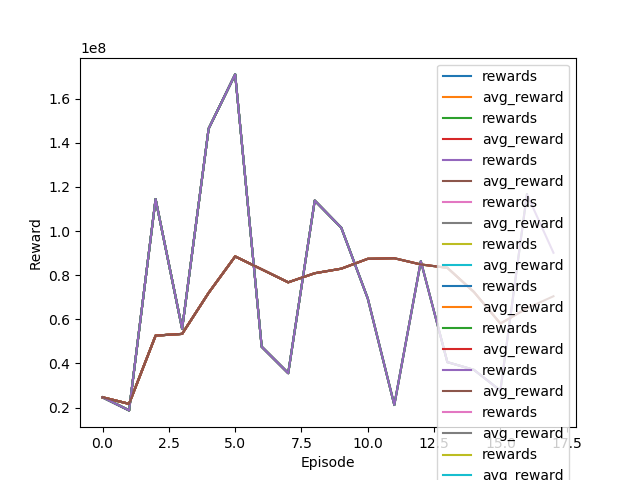 1e8
1.6
1.4
1.2
1.0
0.8
0.6
0.4
0.2
Reward
0.0
2.5
5.0
7.5
10.0
12.5
15.0
17.5
Episode
rewards
avg_reward
rewards
avg_reward
rewards
avg_reward
rewards
avg_reward
rewards
avg_reward
rewards
avg_reward
rewards
avg_reward
rewards
avg_reward
rewards
avg_reward
rewards
avg_reward